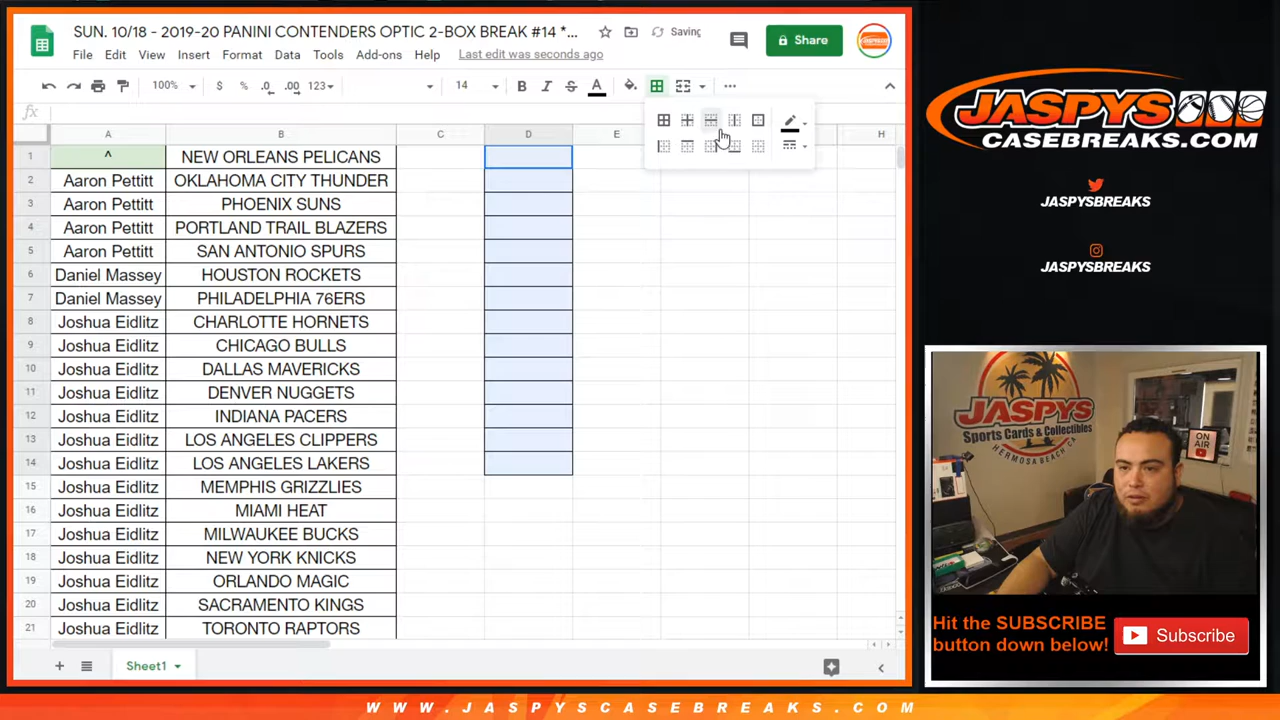 SUN. 10/18 - 2019-20 PANINI CONTENDERS OPTIC 2-BOX BREAK #14 *...
Saving
Share
File Edit View Insert Format Data Tools Add-ons Help Last edit was seconds ago
100% $ % .0 .00 123 14 B I S A
fx
A B C D E H
1 ^ NEW ORLEANS PELICANS
2 Aaron Pettitt OKLAHOMA CITY THUNDER
3 Aaron Pettitt PHOENIX SUNS
4 Aaron Pettitt PORTLAND TRAIL BLAZERS
5 Aaron Pettitt SAN ANTONIO SPURS
6 Daniel Massey HOUSTON ROCKETS
7 Daniel Massey PHILADELPHIA 76ERS
8 Joshua Eidlitz CHARLOTTE HORNETS
9 Joshua Eidlitz CHICAGO BULLS
10 Joshua Eidlitz DALLAS MAVERICKS
11 Joshua Eidlitz DENVER NUGGETS
12 Joshua Eidlitz INDIANA PACERS
13 Joshua Eidlitz LOS ANGELES CLIPPERS
14 Joshua Eidlitz LOS ANGELES LAKERS
15 Joshua Eidlitz MEMPHIS GRIZZLIES
16 Joshua Eidlitz MIAMI HEAT
17 Joshua Eidlitz MILWAUKEE BUCKS
18 Joshua Eidlitz NEW YORK KNICKS
19 Joshua Eidlitz ORLANDO MAGIC
20 Joshua Eidlitz SACRAMENTO KINGS
21 Joshua Eidlitz TORONTO RAPTORS
Sheet1
JASPYS
CASEBREAKS.COM
JASPYSBREAKS
JASPYSBREAKS
JASPYS
Sports Cards & Collectibles
HERMOSA BEACH, CA
ON
AIR
Hit the SUBSCRIBE
button down below!
Subscribe
WWW.JASPYSCASEBREAKS.COM